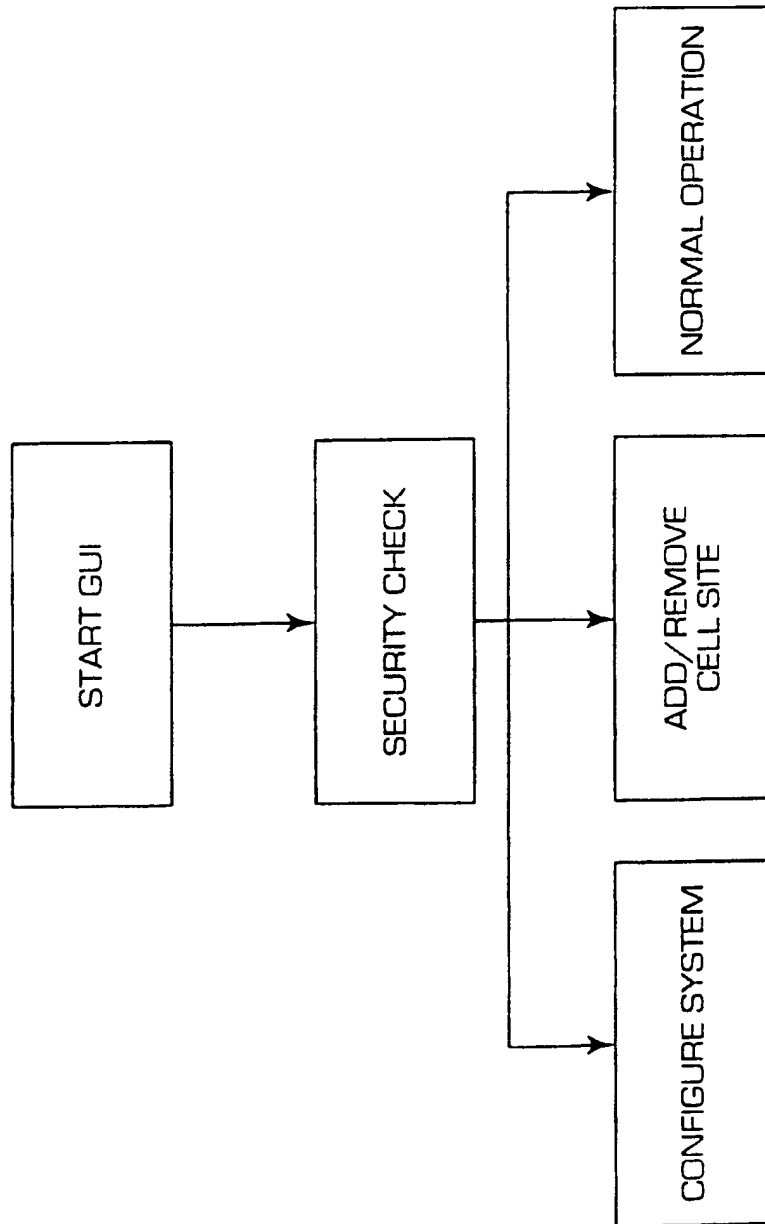 START GUI
SECURITY CHECK
CONFIGURE SYSTEM
ADD/REMOVE
CELL SITE
NORMAL OPERATION